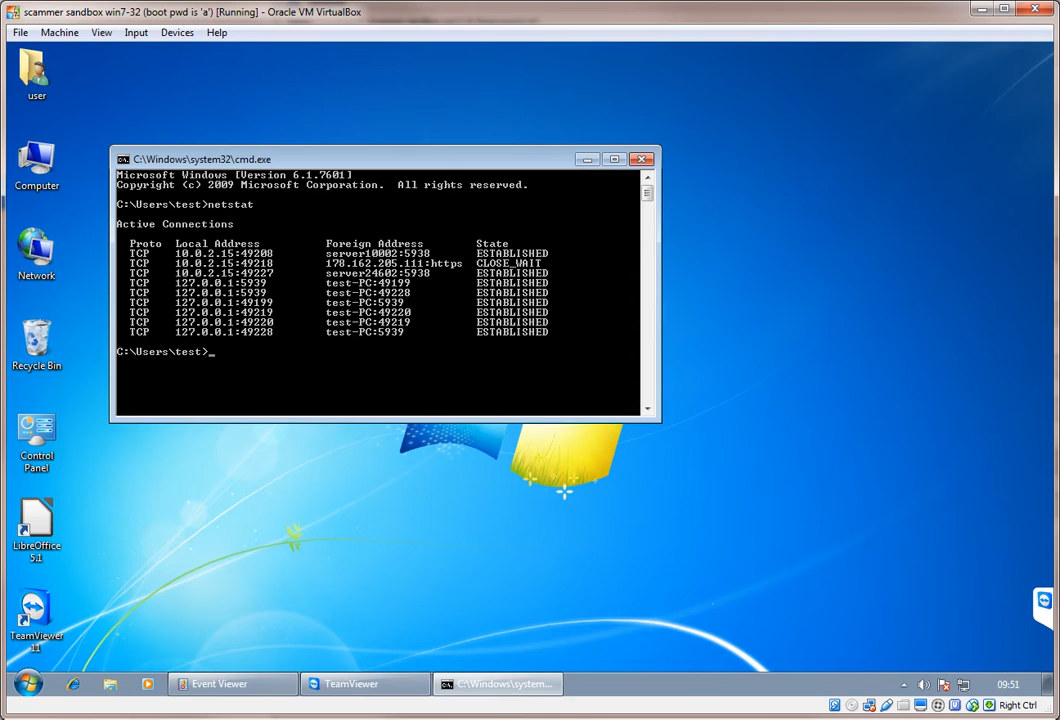 scammer sandbox win7-32 (boot pwd is 'a') [Running] - Oracle VM VirtualBox
File Machine View Input Devices Help
user
Computer
Network
Recycle Bin
Control
Panel
LibreOffice
5.1
TeamViewer
11
C:\Windows\system32\cmd.exe
Microsoft Windows [Version 6.1.7601]
Copyright (c) 2009 Microsoft Corporation.  All rights reserved.
C:\Users\test>netstat
Active Connections
Proto  Local Address          Foreign Address        State
TCP    10.0.2.15:49208        server10002:5938       ESTABLISHED
TCP    10.0.2.15:49218        178.162.205.111:https  CLOSE_WAIT
TCP    10.0.2.15:49227        server24602:5938       ESTABLISHED
TCP    127.0.0.1:5939         test-PC:49199          ESTABLISHED
TCP    127.0.0.1:5939         test-PC:49228          ESTABLISHED
TCP    127.0.0.1:49199        test-PC:5939           ESTABLISHED
TCP    127.0.0.1:49219        test-PC:49220          ESTABLISHED
TCP    127.0.0.1:49220        test-PC:49219          ESTABLISHED
TCP    127.0.0.1:49228        test-PC:5939           ESTABLISHED
C:\Users\test>_
Event Viewer
TeamViewer
C:\Windows\system...
09:51
Right Ctrl